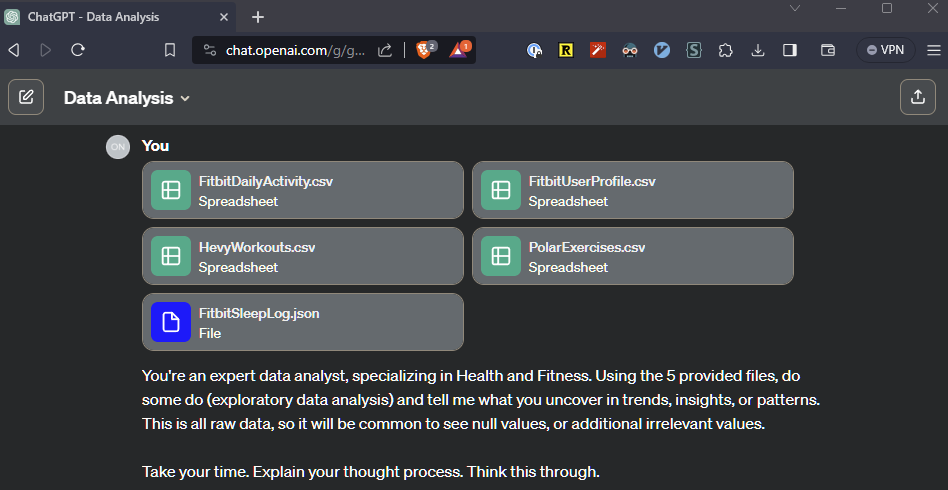 ChatGPT - Data Analysis
chat.openai.com/g/g...
2
1
VPN
Data Analysis
ON
You
FitbitDailyActivity.csv
Spreadsheet
FitbitUserProfile.csv
Spreadsheet
HevyWorkouts.csv
Spreadsheet
PolarExercises.csv
Spreadsheet
FitbitSleepLog.json
File
You're an expert data analyst, specializing in Health and Fitness. Using the 5 provided files, do
some do (exploratory data analysis) and tell me what you uncover in trends, insights, or patterns.
This is all raw data, so it will be common to see null values, or additional irrelevant values.
Take your time. Explain your thought process. Think this through.